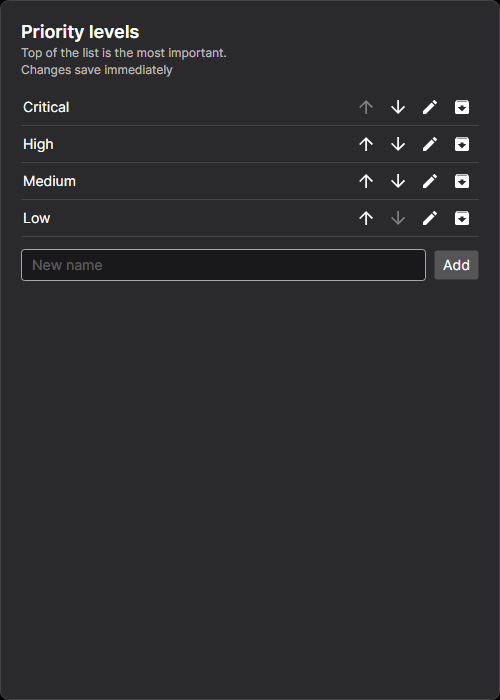 Priority levels
Top of the list is the most important.
Changes save immediately
Critical
High
Medium
Low
New name
Add